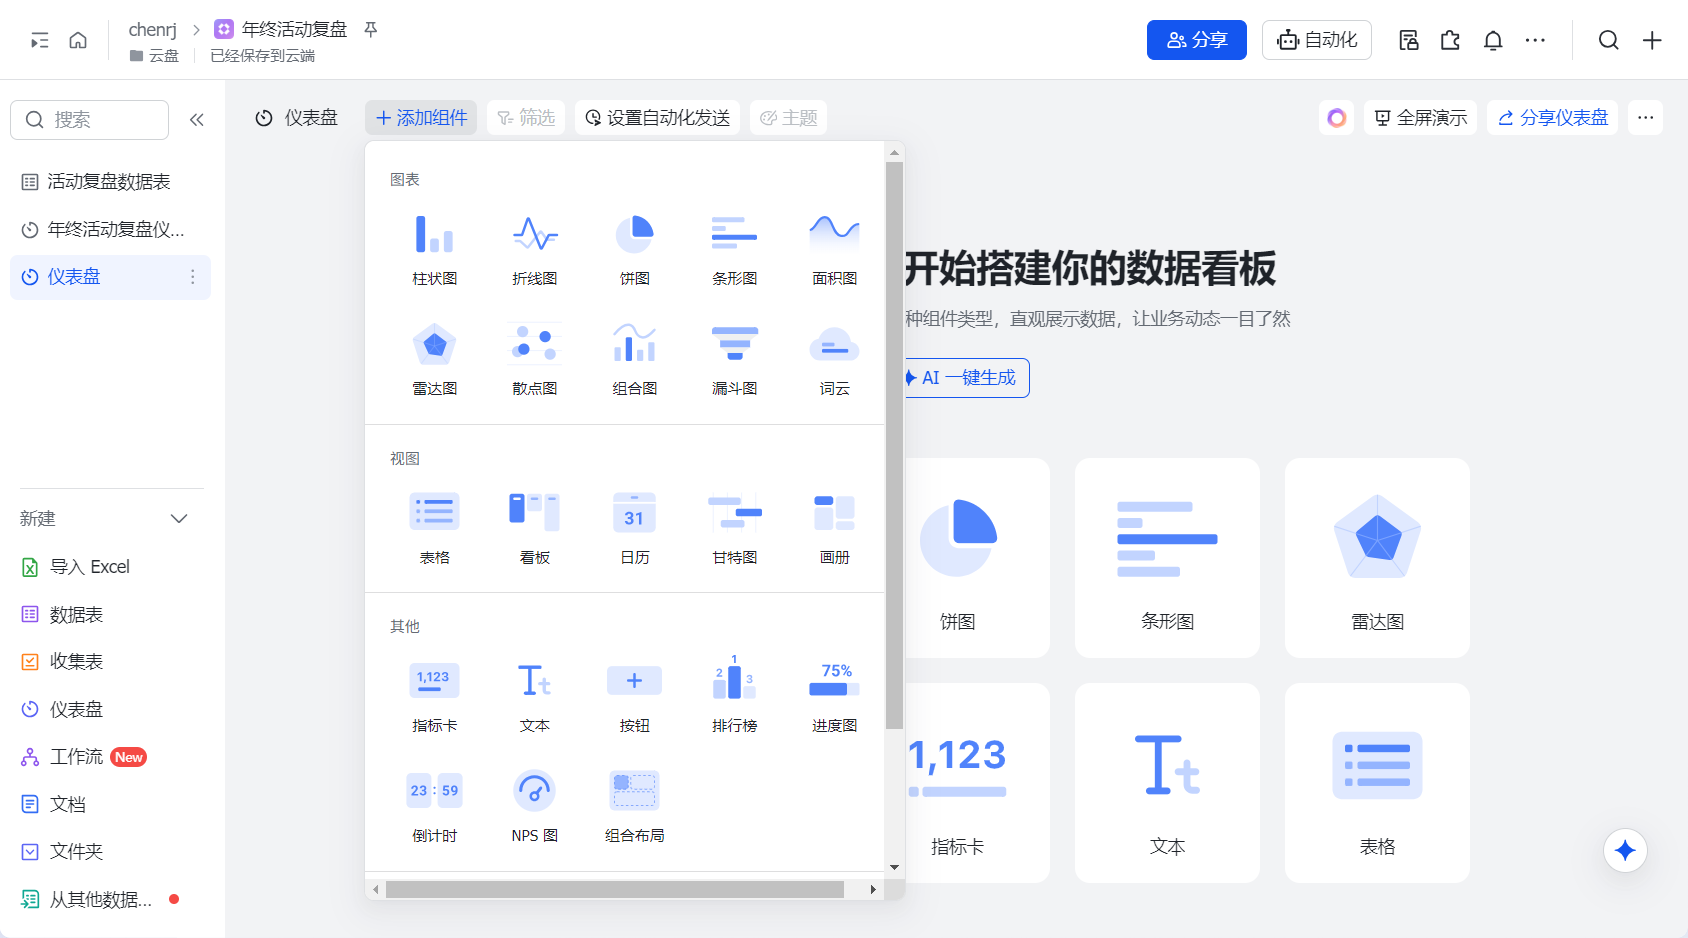 chenrj
年终活动复盘
云盘
已经保存到云端
分享
自动化
搜索
活动复盘数据表
年终活动复盘仪...
仪表盘
新建
导入 Excel
数据表
收集表
仪表盘
工作流 New
文档
文件夹
从其他数据...
仪表盘
添加组件
筛选
设置自动化发送
主题
全屏演示
分享仪表盘
图表
柱状图
折线图
饼图
条形图
面积图
雷达图
散点图
组合图
漏斗图
词云
视图
31
表格
看板
日历
甘特图
画册
其他
1,123
Tt
2 1 3
75%
指标卡
文本
按钮
排行榜
进度图
23 : 59
倒计时
NPS 图
组合布局
开始搭建你的数据看板
种组件类型，直观展示数据，让业务动态一目了然
AI 一键生成
饼图
条形图
雷达图
1,123
Tt
指标卡
文本
表格